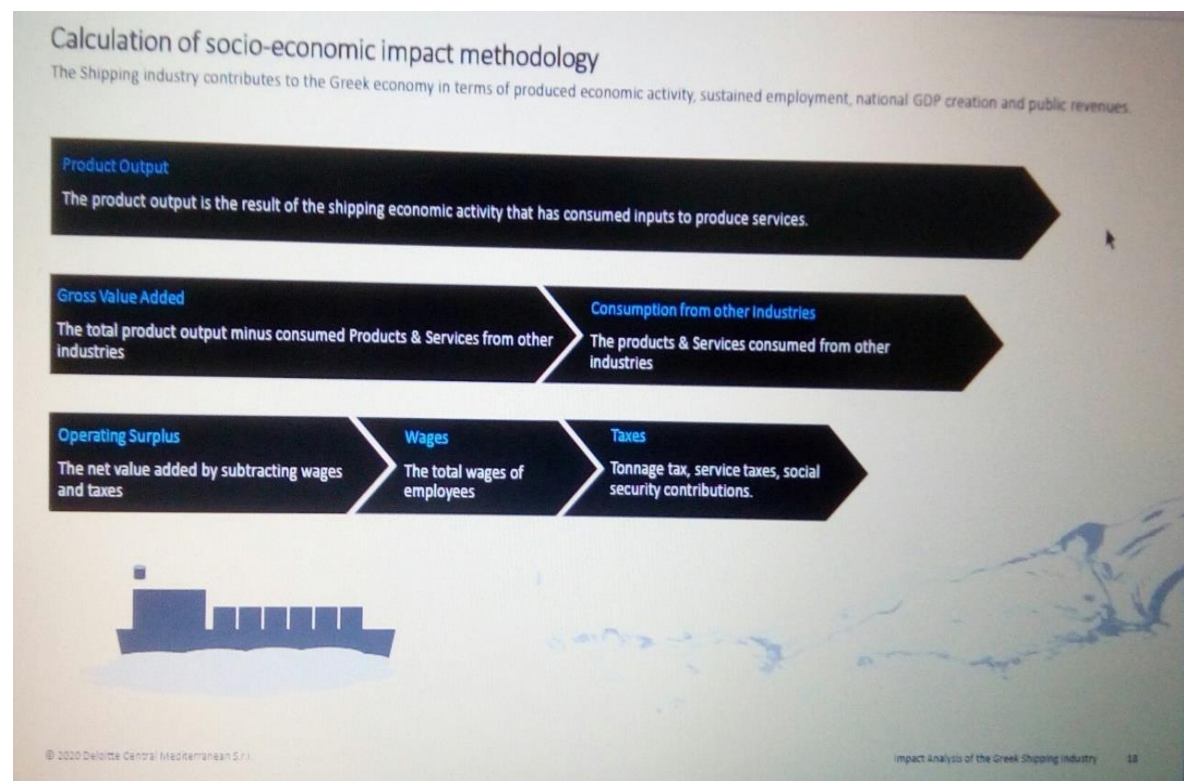 Calculation of socio-economic impact methodology
The Shipping industry contributes to the Greek economy in terms of produced economic activity, sustained employment, national GDP creation and public revenues.
Product Output
The product output is the result of the shipping economic activity that has consumed inputs to produce services.
Gross Value Added
The total product output minus consumed Products & Services from other
industries
Consumption from other Industries
The products & Services consumed from other
industries
Operating Surplus
The net value added by subtracting wages
and taxes
Wages
The total wages of
employees
Taxes
Tonnage tax, service taxes, social
security contributions.
© 2020 Deloitte Central Mediterranean S.r.l.
Impact Analysis of the Greek Shipping Industry 18